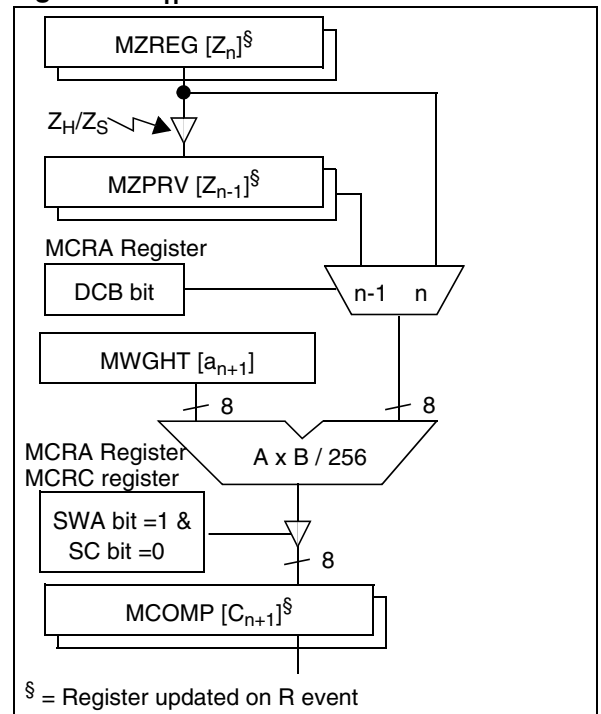 MZREG [Zn]§
ZH/ZS
MZPRV [Zn-1]§
MCRA Register
DCB bit
n-1 n
MWGHT [an+1]
8 8
MCRA Register
MCRC register
A x B / 256
SWA bit =1 &
SC bit =0
8
MCOMP [Cn+1]§
§ = Register updated on R event